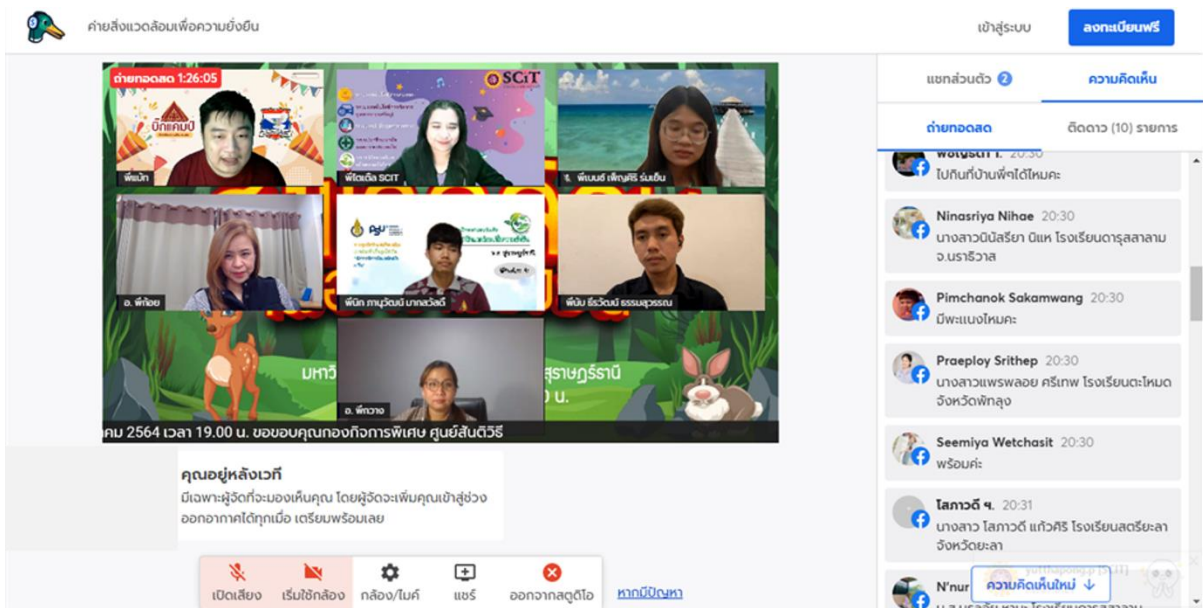 ค่ายสิ่งแวดล้อมเพื่อความยั่งยืน
เข้าสู่ระบบ
ลงทะเบียนฟรี
ถ่ายทอดสด 1:26:05
บิ๊กแคมป์
พี่แบ้ท
SCiT
พี่ไตเติ้ล SCIT
พี่เบนซ์ เพ็ญศิริ ร่มเย็น
อ. พี่ก้อย
PSU
พี่นิก ภานุวัฒน์ มากสวัสดิ์
พี่นับ ธีรวัฒน์ ธรรมสุวรรณ
มหาวิ
สุราษฎร์ธานี
0 น.
อ. พี่กวาง
คม 2564 เวลา 19.00 น. ขอขอบคุณกองกิจการพิเศษ ศูนย์สันติวิธี
คุณอยู่หลังเวที
มีเฉพาะผู้จัดที่จะมองเห็นคุณ โดยผู้จัดจะเพิ่มคุณเข้าสู่ช่วง
ออกอากาศได้ทุกเมื่อ เตรียมพร้อมเลย
เปิดเสียง
เริ่มใช้กล้อง
กล้อง/ไมค์
แชร์
ออกจากสตูดิโอ
หากมีปัญหา
แชทส่วนตัว 2
ความคิดเห็น
ถ่ายทอดสด
ติดดาว (10) รายการ
20:30
ไปกินที่บ้านพี่ๆได้ไหมคะ
Ninasriya Nihae 20:30
นางสาวนินัสรียา นิแห โรงเรียนดารุสสาลาม
จ.นราธิวาส
Pimchanok Sakamwang 20:30
มีพะแนงไหมคะ
Praeploy Srithep 20:30
นางสาวแพรพลอย ศรีเทพ โรงเรียนตะโหมด
จังหวัดพัทลุง
Seemiya Wetchasit 20:30
พร้อมค่ะ
โสภาวดี ฯ. 20:31
นางสาว โสภาวดี แก้วศิริ โรงเรียนสตรียะลา
จังหวัดยะลา
yutthapong.p [SCIT]
N'nur
ความคิดเห็นใหม่ ↓